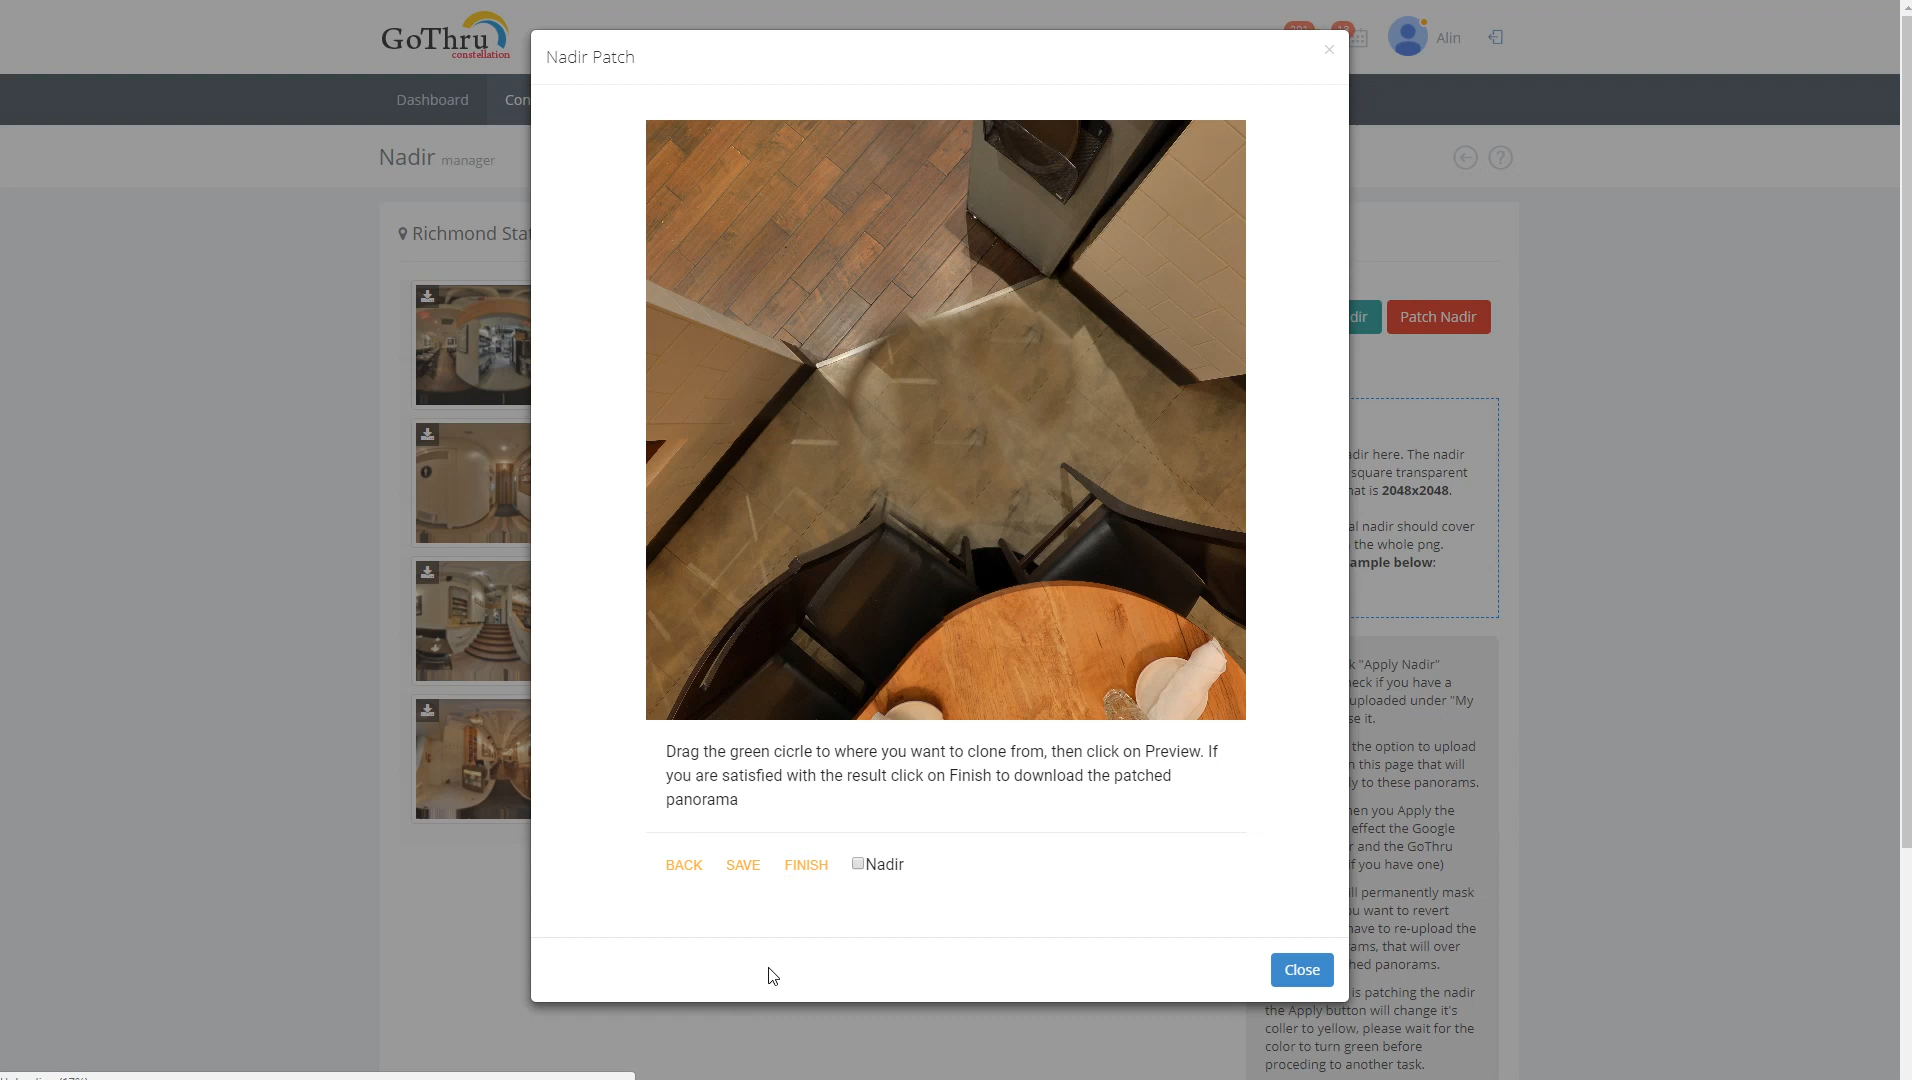 GoThru
constellation
Nadir Patch
×
Alin
Dashboard
Con
Nadir manager
Richmond Sta
dir
Patch Nadir
adir here. The nadir
square transparent
hat is 2048x2048.
al nadir should cover
the whole png.
ample below:
k "Apply Nadir"
heck if you have a
uploaded under "My
se it.
the option to upload
n this page that will
ly to these panorams.
hen you Apply the
effect the Google
r and the GoThru
if you have one)
ill permanently mask
ou want to revert
have to re-upload the
ams, that will over
hed panorams.
is patching the nadir
the Apply button will change it's
coller to yellow, please wait for the
color to turn green before
proceding to another task.
Drag the green cicrle to where you want to clone from, then click on Preview. If
you are satisfied with the result click on Finish to download the patched
panorama
BACK SAVE FINISH Nadir
Close